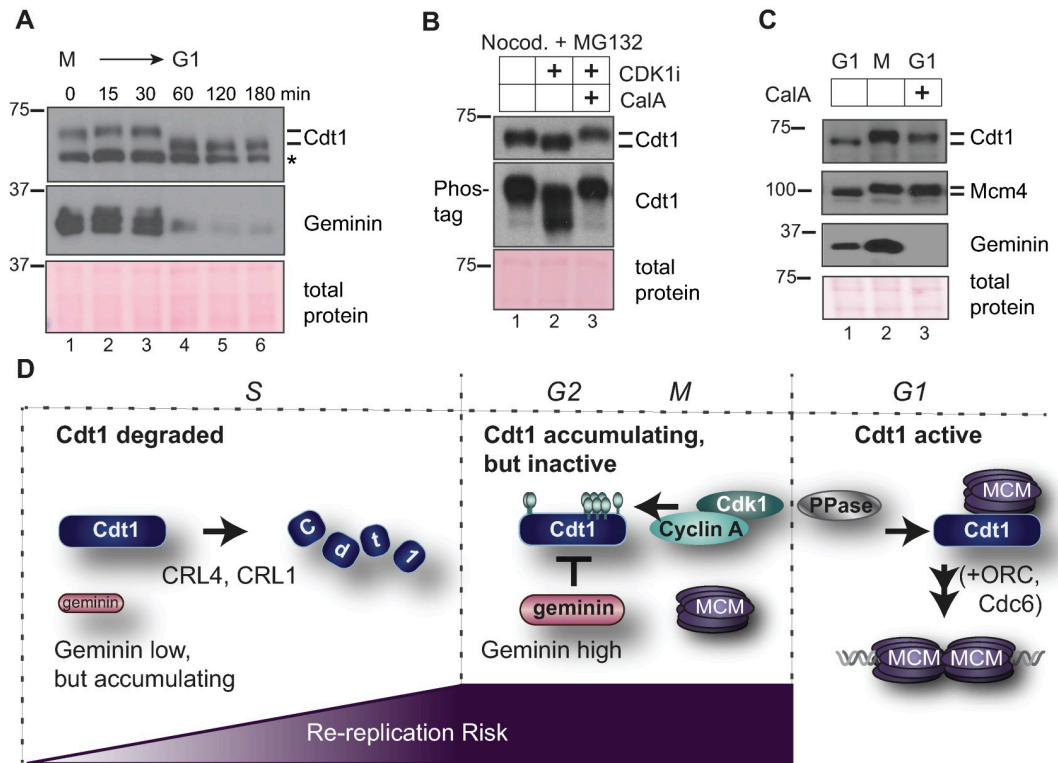 A
M G1
0 15 30 60 120 180 min
75
Cdt1
*
37
Geminin
37
total
protein
1 2 3 4 5 6
B
Nocod. + MG132
+ + CDK1i
+ CalA
75
Cdt1
Phos-
tag
Cdt1
75
total
protein
1 2 3
C
G1 M G1
CalA +
75
Cdt1
100
Mcm4
37
Geminin
75
total
protein
1 2 3
D
S G2 M G1
Cdt1 degraded
Cdt1
C d t 1
CRL4, CRL1
geminin
Geminin low,
but accumulating
Cdt1 accumulating,
but inactive
Cdk1
Cyclin A
Cdt1
geminin
MCM
Geminin high
Cdt1 active
PPase
MCM
Cdt1
(+ORC,
Cdc6)
MCM MCM
Re-replication Risk